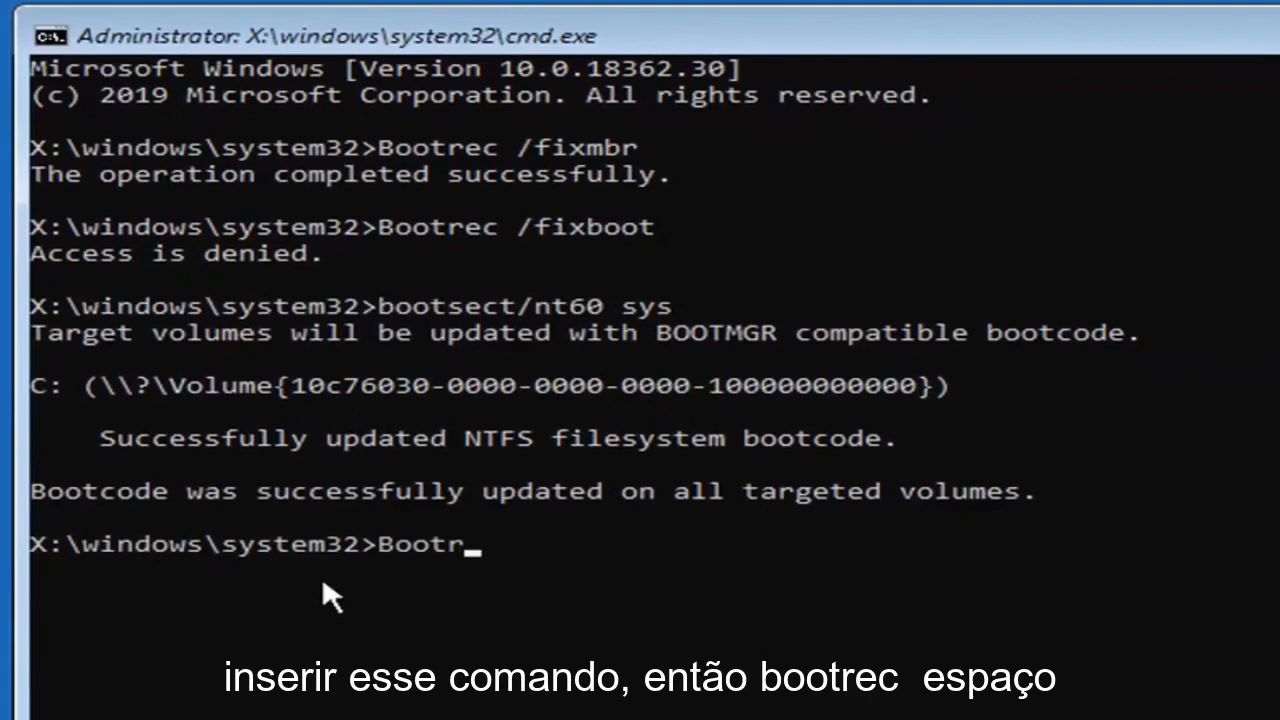 Administrator: X:\windows\system32\cmd.exe
Microsoft Windows [Version 10.0.18362.30]
(c) 2019 Microsoft Corporation. All rights reserved.
X:\windows\system32>Bootrec /fixmbr
The operation completed successfully.
X:\windows\system32>Bootrec /fixboot
Access is denied.
X:\windows\system32>bootsect/nt60 sys
Target volumes will be updated with BOOTMGR compatible bootcode.
C: (\\?\Volume{10c76030-0000-0000-0000-100000000000})
Successfully updated NTFS filesystem bootcode.
Bootcode was successfully updated on all targeted volumes.
X:\windows\system32>Bootr_
inserir esse comando, então bootrec  espaço